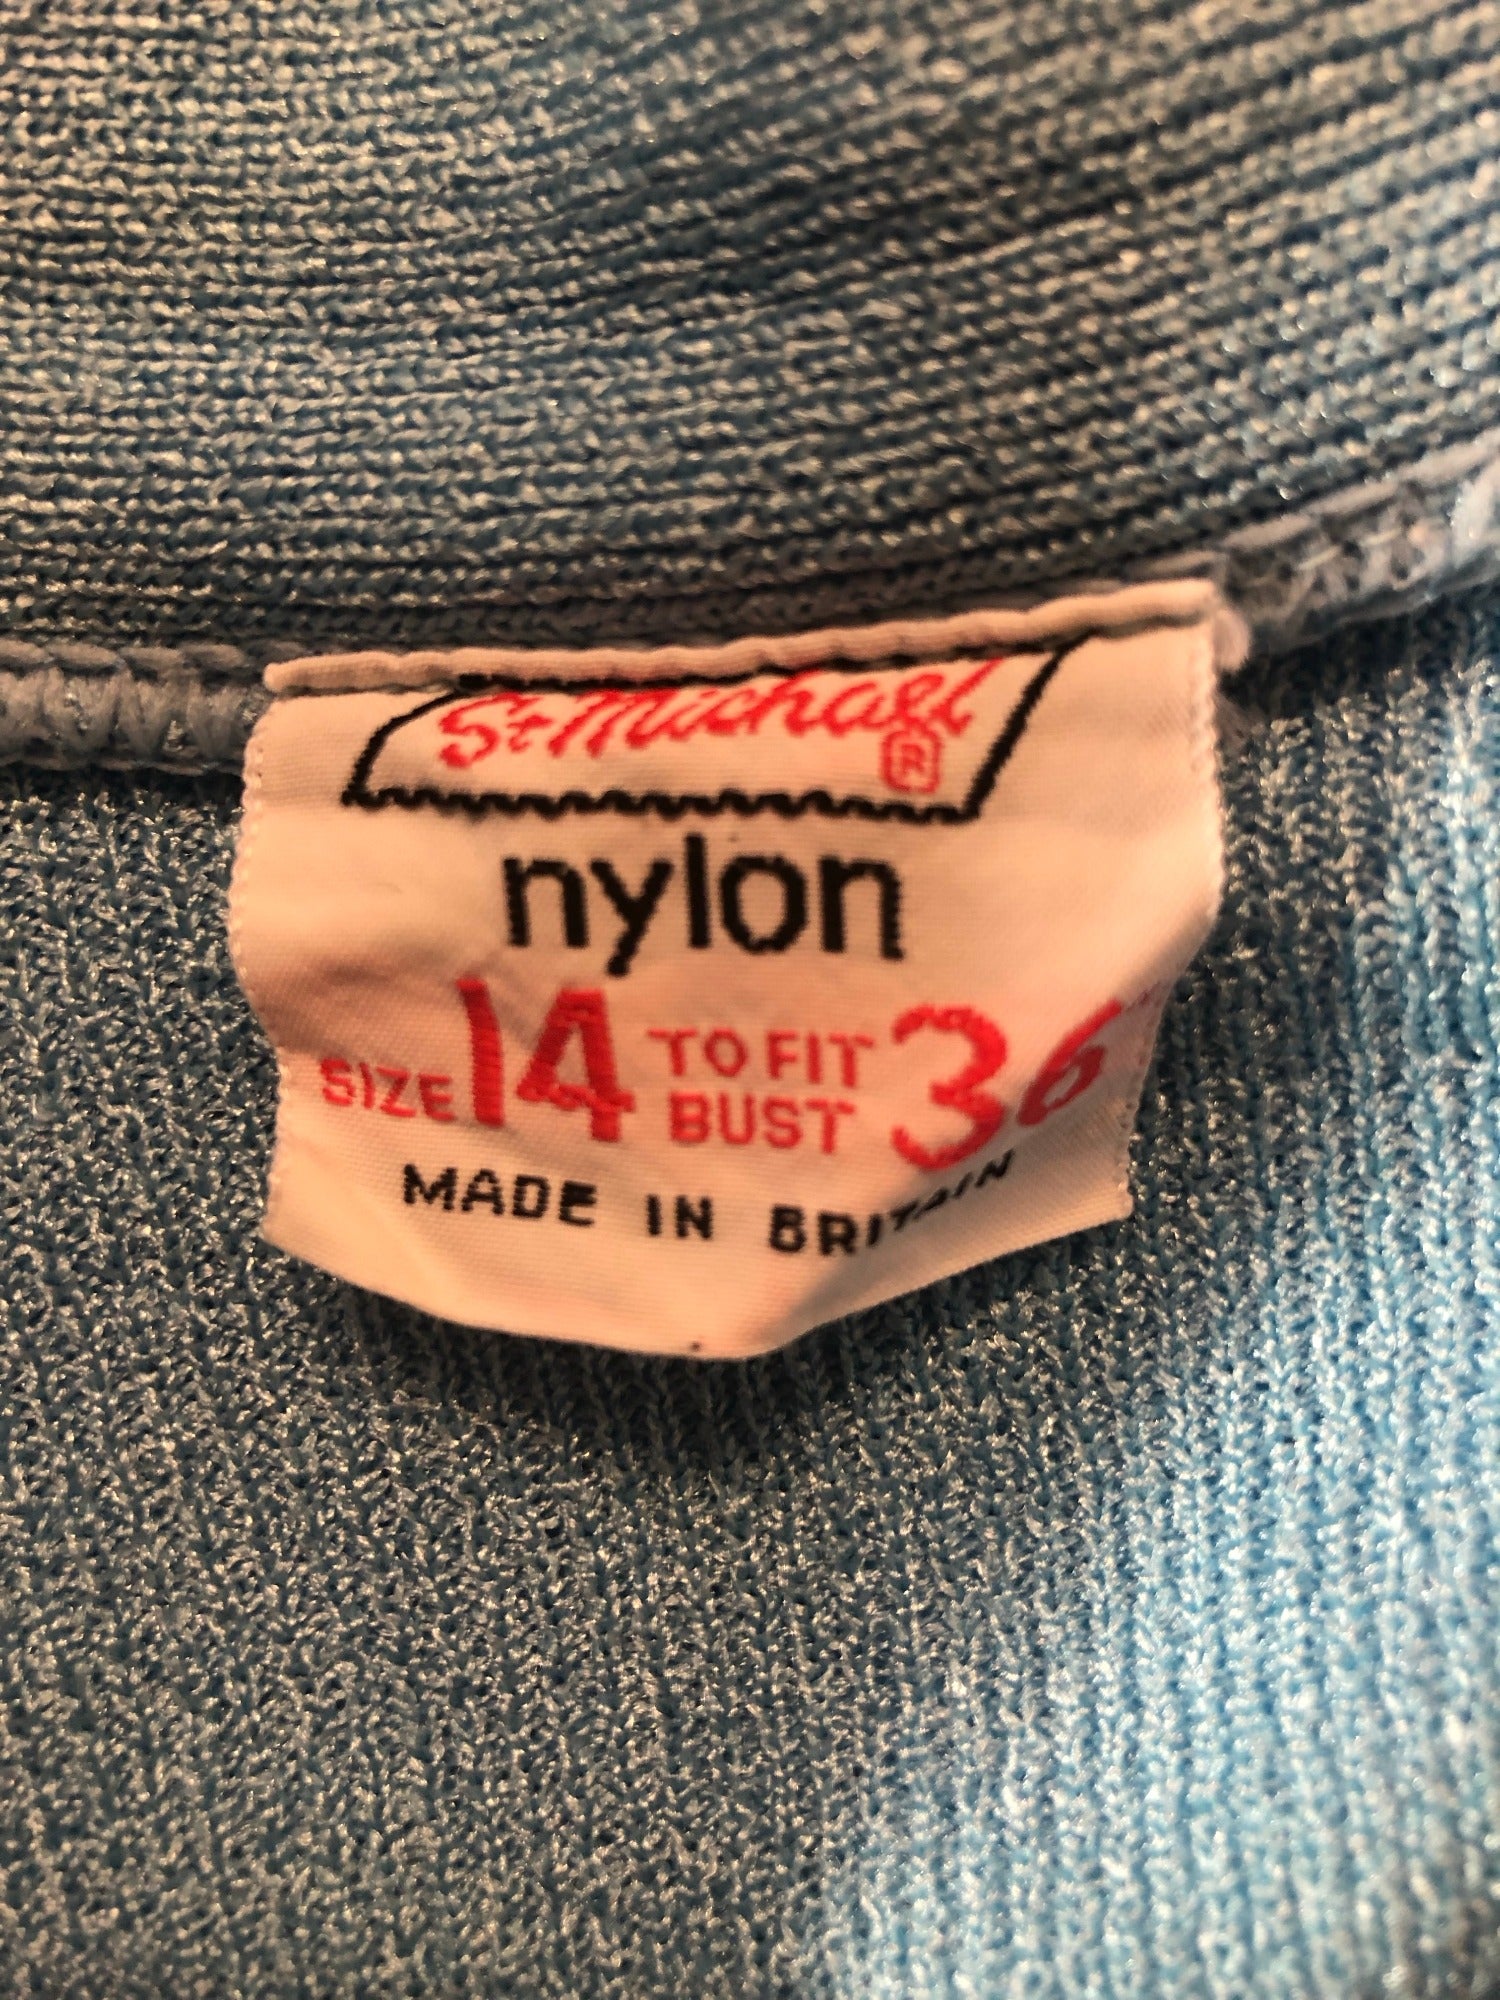 St Michael ®
nylon
SIZE 14 TO FIT BUST 36"
MADE IN BRITAIN